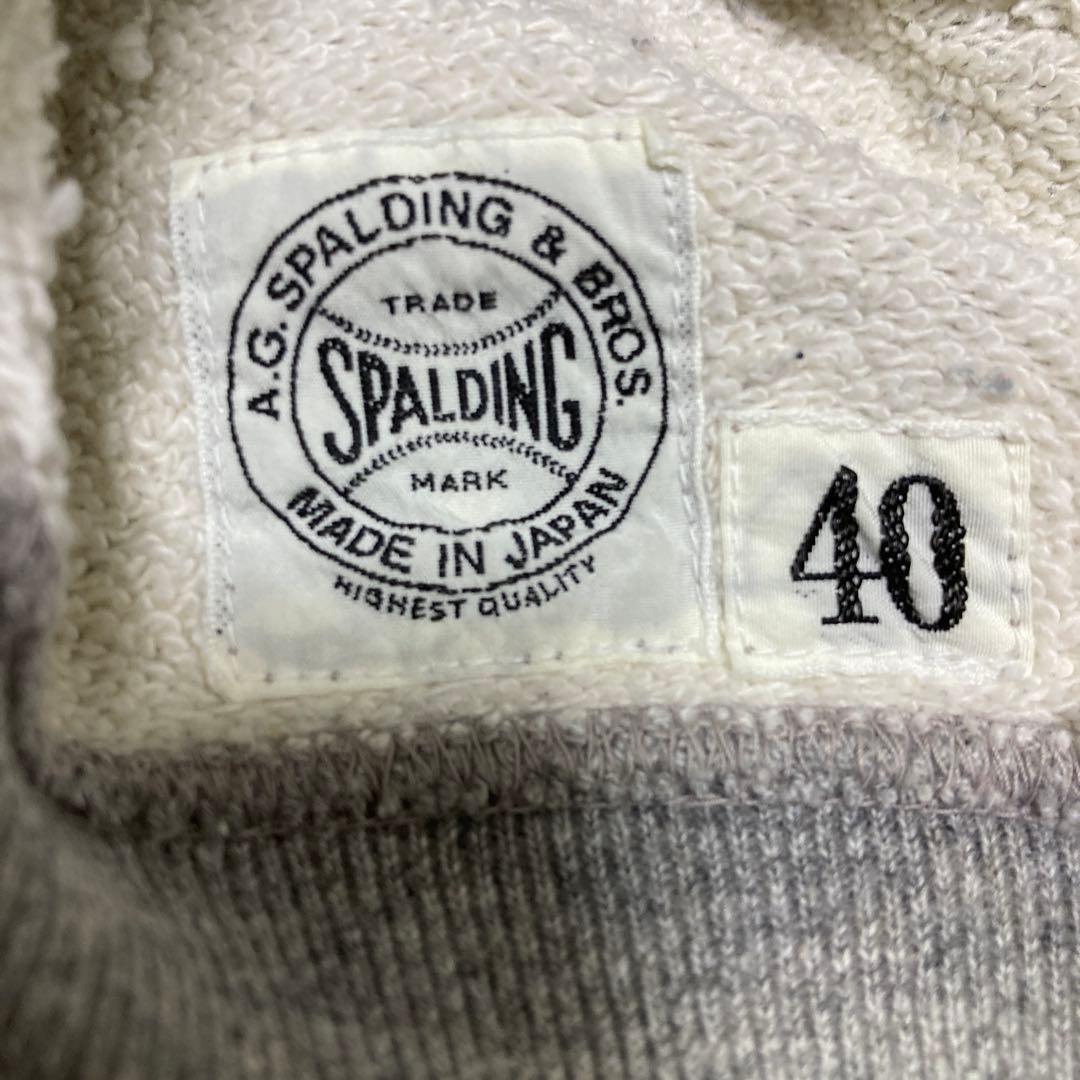 A.G. SPALDING & BROS.
TRADE
SPALDING
MARK
MADE IN JAPAN
HIGHEST QUALITY
40